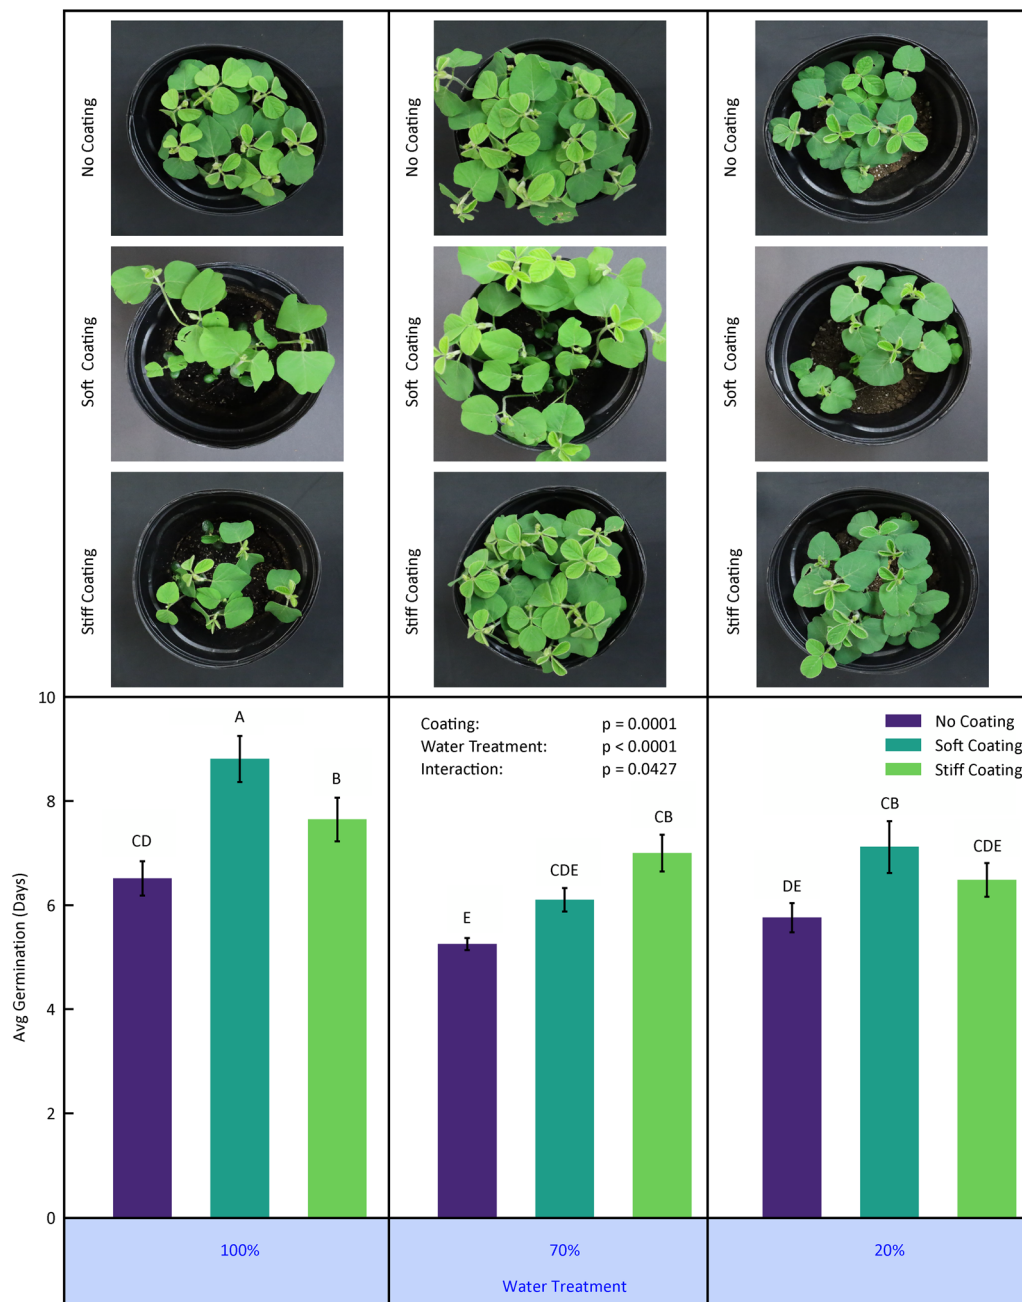 No Coating
No Coating
No Coating
Soft Coating
Soft Coating
Soft Coating
Stiff Coating
Stiff Coating
Stiff Coating
10
8
6
4
2
0
Avg Germination (Days)
CD
A
B
Coating: p = 0.0001
Water Treatment: p < 0.0001
Interaction: p = 0.0427
E
CDE
CB
No Coating
Soft Coating
Stiff Coating
DE
CB
CDE
100%
70%
20%
Water Treatment